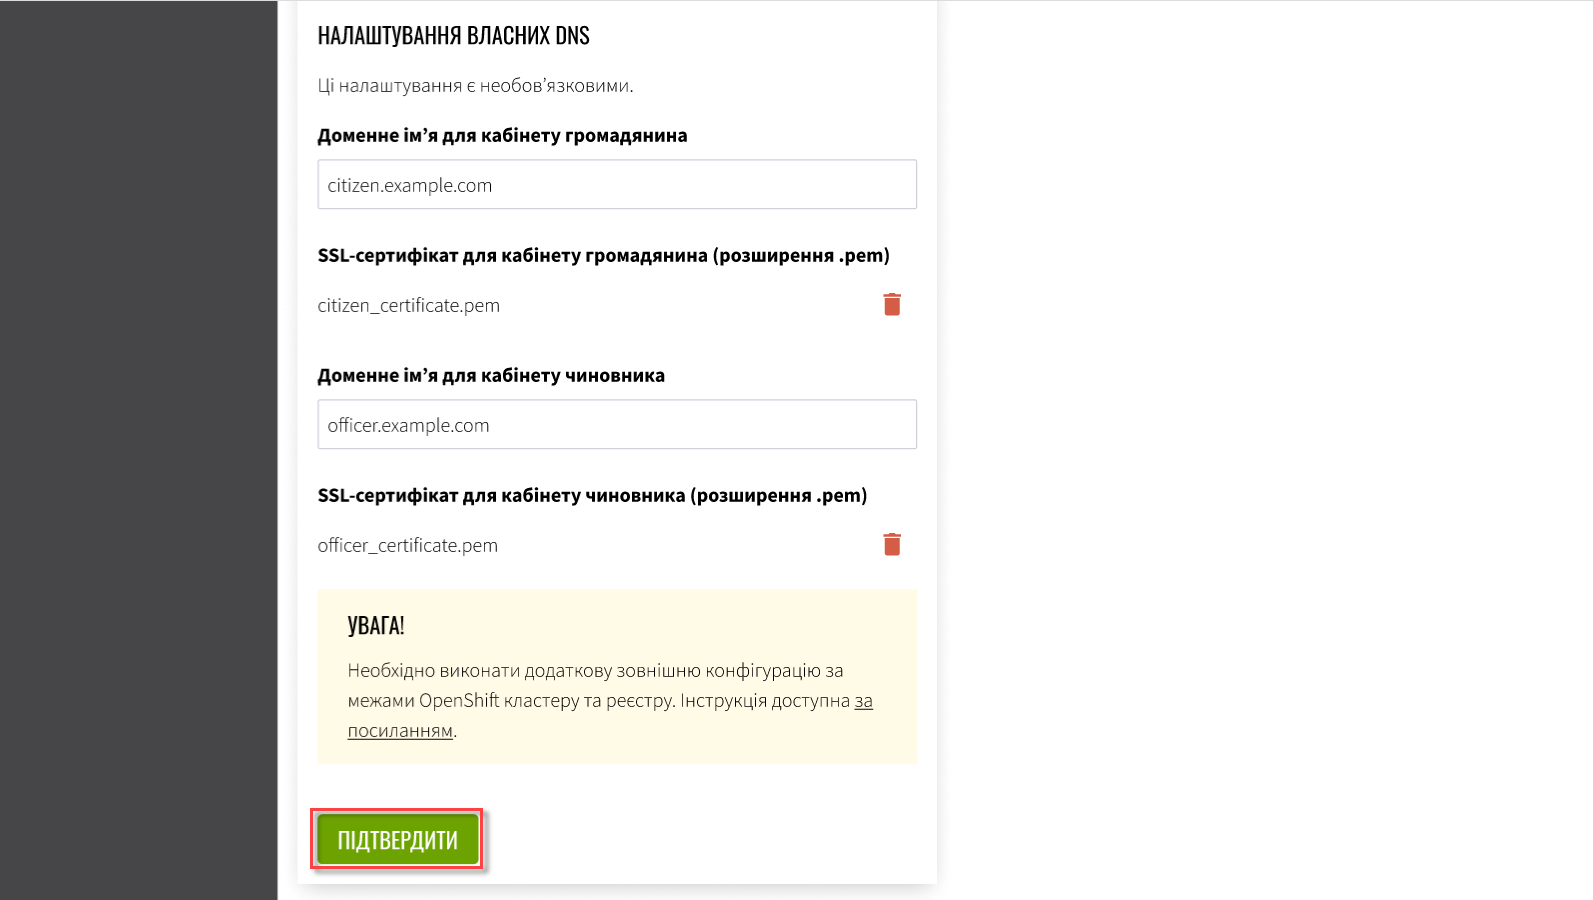 НАЛАШТУВАННЯ ВЛАСНИХ DNS
Ці налаштування є необов’язковими.
Доменне ім’я для кабінету громадянина
citizen.example.com
SSL-сертифікат для кабінету громадянина (розширення .pem)
citizen_certificate.pem
Доменне ім’я для кабінету чиновника
officer.example.com
SSL-сертифікат для кабінету чиновника (розширення .pem)
officer_certificate.pem
УВАГА!
Необхідно виконати додаткову зовнішню конфігурацію за
межами OpenShift кластеру та реєстру. Інструкція доступна за
посиланням.
ПІДТВЕРДИТИ